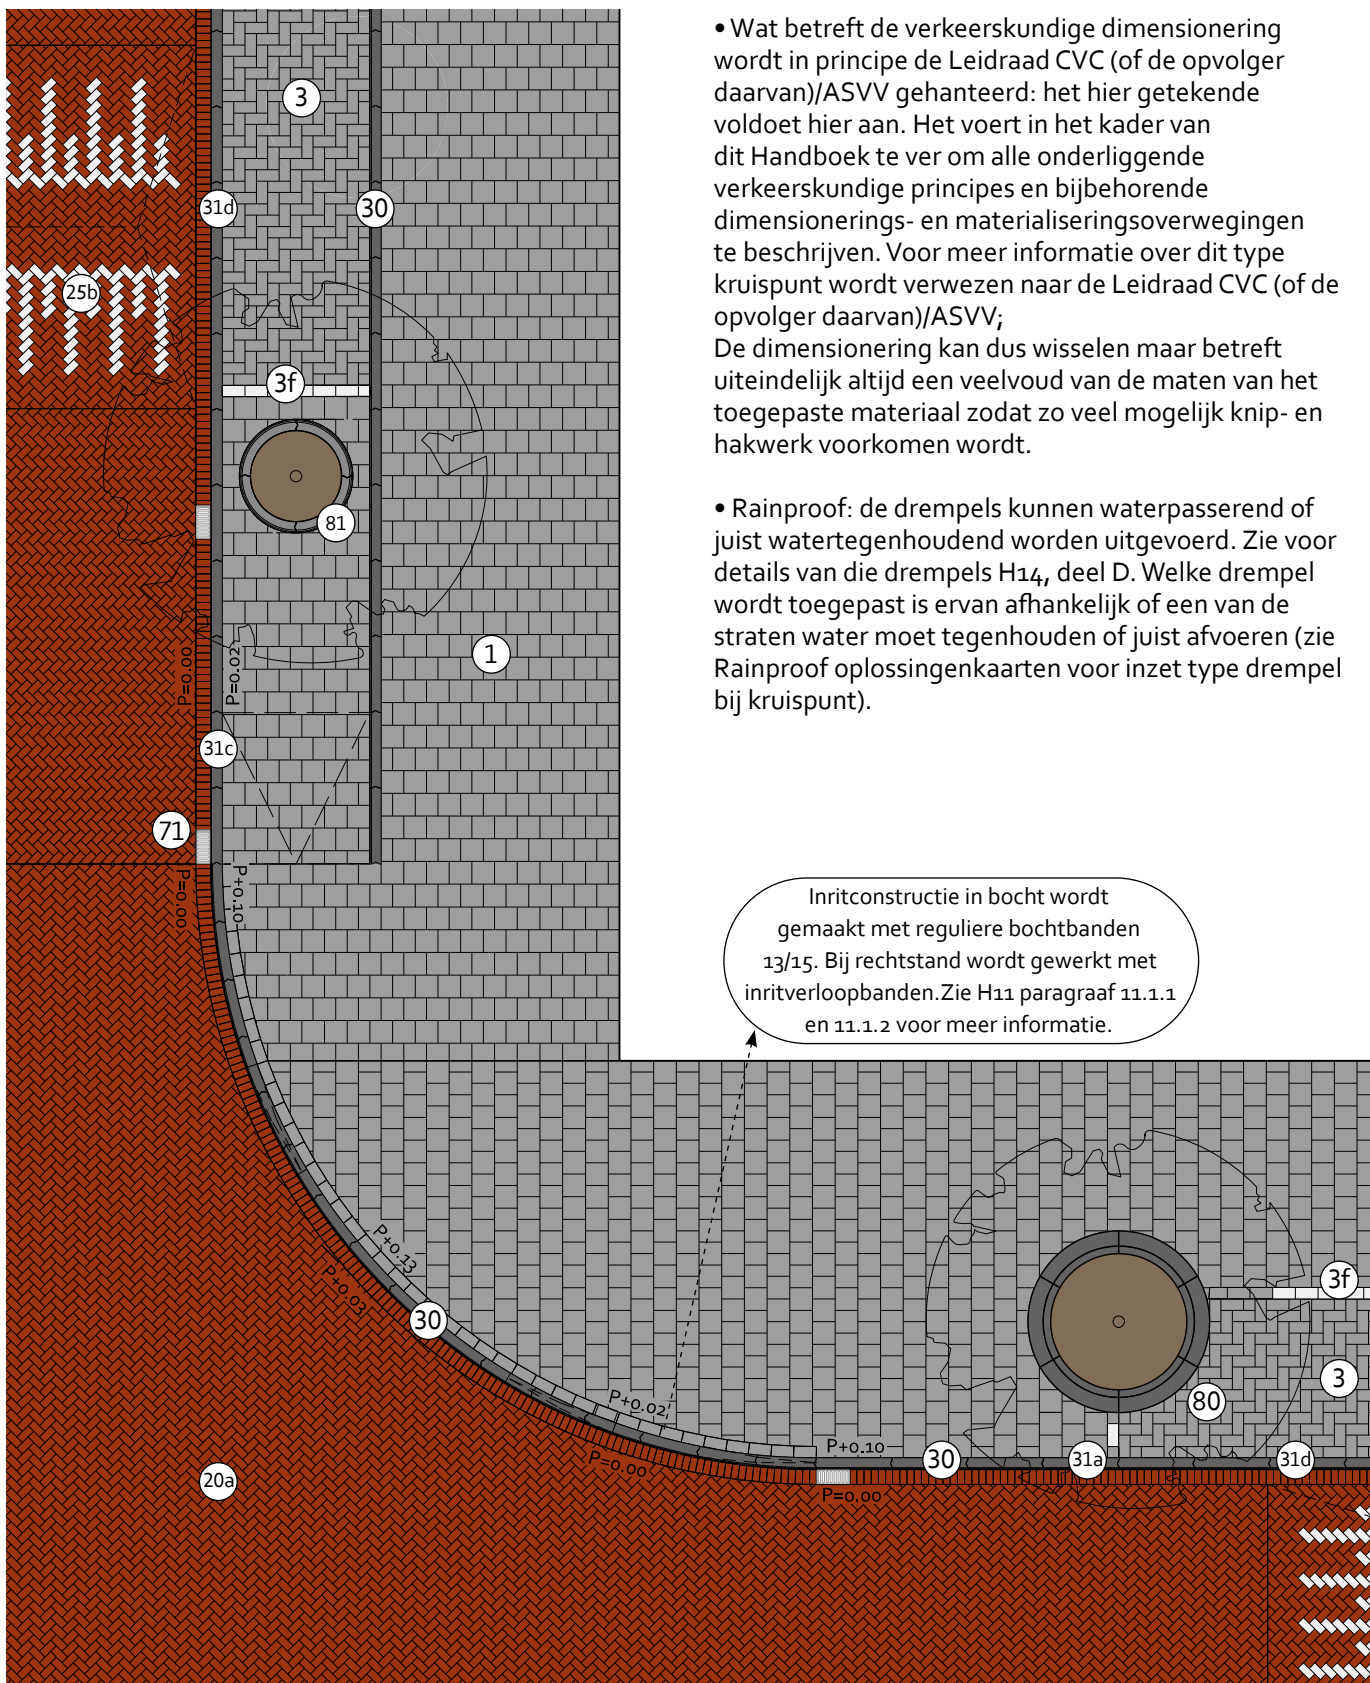 • Wat betreft de verkeerskundige dimensionering
wordt in principe de Leidraad CVC (of de opvolger
daarvan)/ASVV gehanteerd: het hier getekende
voldoet hier aan. Het voert in het kader van
dit Handboek te ver om alle onderliggende
verkeerskundige principes en bijbehorende
dimensionerings- en materialiseringsoverwegingen
te beschrijven. Voor meer informatie over dit type
kruispunt wordt verwezen naar de Leidraad CVC (of de
opvolger daarvan)/ASVV;
De dimensionering kan dus wisselen maar betreft
uiteindelijk altijd een veelvoud van de maten van het
toegepaste materiaal zodat zo veel mogelijk knip- en
hakwerk voorkomen wordt.
• Rainproof: de drempels kunnen waterpasserend of
juist watertegenhoudend worden uitgevoerd. Zie voor
details van die drempels H14, deel D. Welke drempel
wordt toegepast is ervan afhankelijk of een van de
straten water moet tegenhouden of juist afvoeren (zie
Rainproof oplossingenkaarten voor inzet type drempel
bij kruispunt).
3
31d
30
25b
3f
81
1
P=0.00
P=0.02
31c
71
P=0.00
P+0.10
Inritconstructie in bocht wordt
gemaakt met reguliere bochtbanden
13/15. Bij rechtstand wordt gewerkt met
inritverloopbanden.Zie H11 paragraaf 11.1.1
en 11.1.2 voor meer informatie.
P+0.13
P+0.03
30
3f
3
80
P+0.02
P=0.00
P+0.10
30
31a
31d
P=0.00
20a